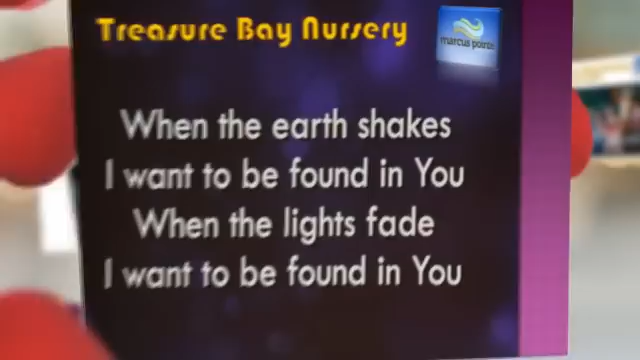 Treasure Bay Nursery
marcus pointe
When the earth shakes
I want to be found in You
When the lights fade
I want to be found in You